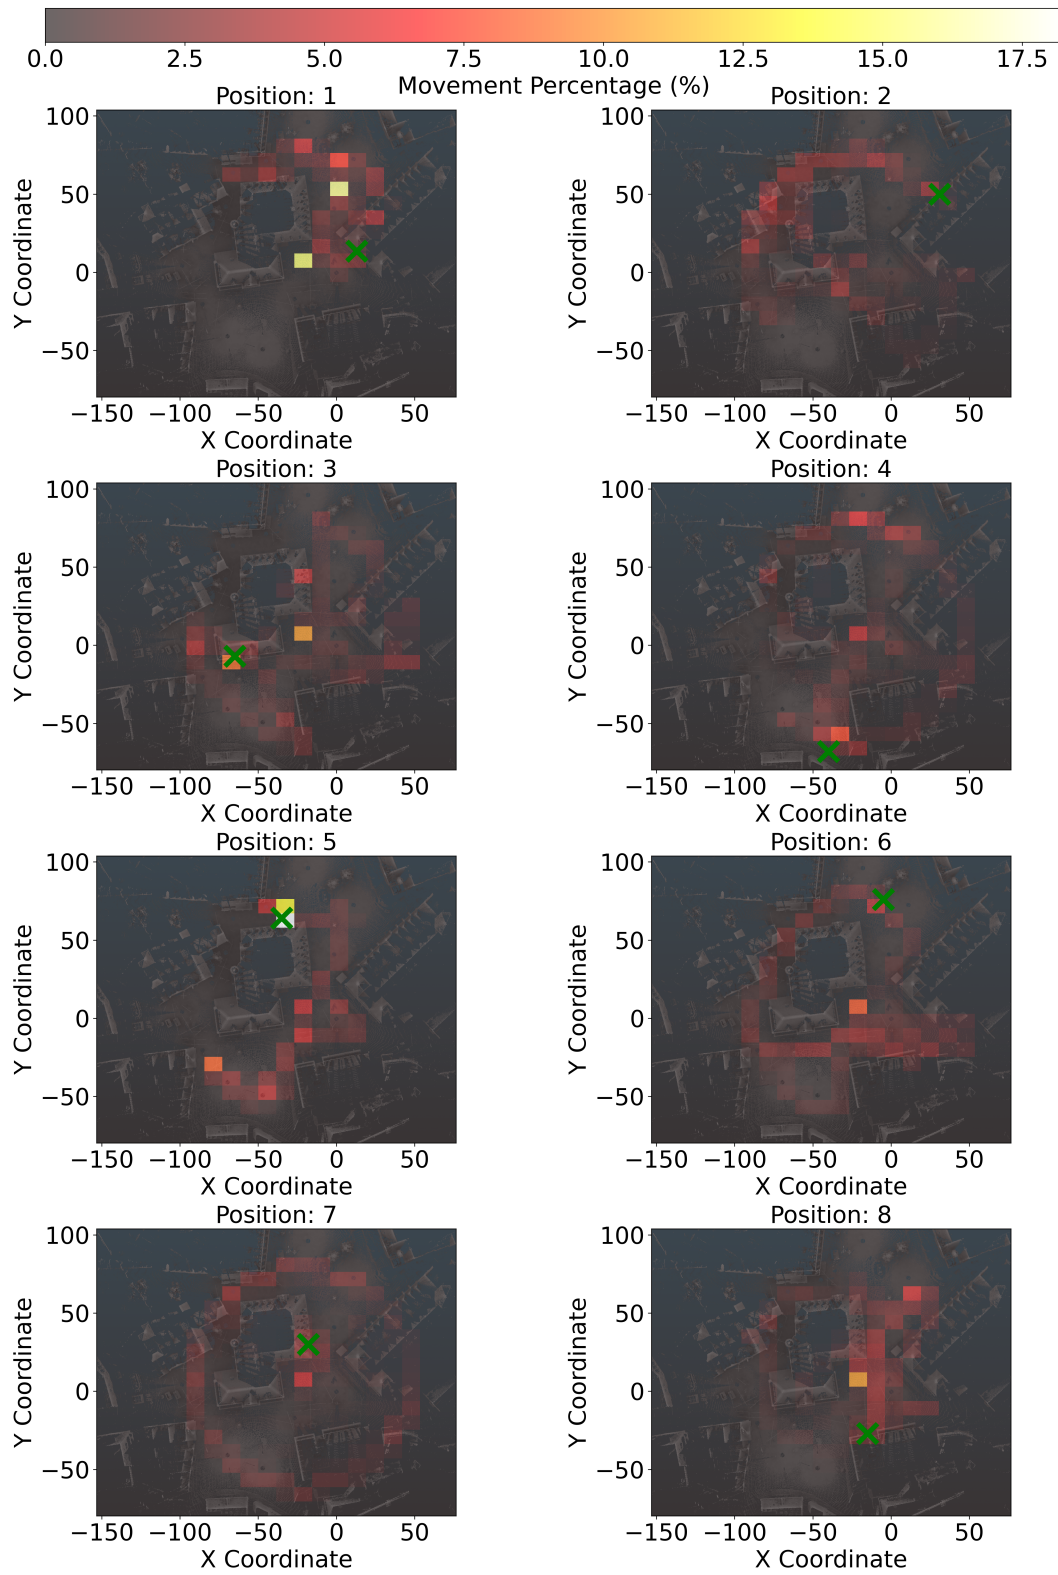 0.0 2.5 5.0 7.5 10.0 12.5 15.0 17.5
Movement Percentage (%)
Position: 1
100
50
0
−50
Y Coordinate
−150 −100 −50 0 50
X Coordinate
Position: 2
100
50
0
−50
Y Coordinate
−150 −100 −50 0 50
X Coordinate
Position: 3
100
50
0
−50
Y Coordinate
−150 −100 −50 0 50
X Coordinate
Position: 4
100
50
0
−50
Y Coordinate
−150 −100 −50 0 50
X Coordinate
Position: 5
100
50
0
−50
Y Coordinate
−150 −100 −50 0 50
X Coordinate
Position: 6
100
50
0
−50
Y Coordinate
−150 −100 −50 0 50
X Coordinate
Position: 7
100
50
0
−50
Y Coordinate
−150 −100 −50 0 50
X Coordinate
Position: 8
100
50
0
−50
Y Coordinate
−150 −100 −50 0 50
X Coordinate